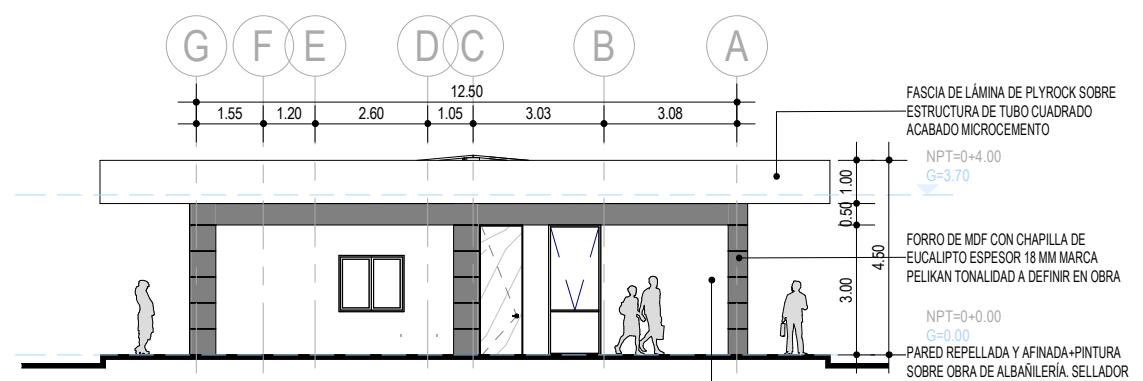 G F E D C B A
12.50
1.55 1.20 2.60 1.05 3.03 3.08
FASCIA DE LÁMINA DE PLYROCK SOBRE
ESTRUCTURA DE TUBO CUADRADO
ACABADO MICROCEMENTO
NPT=0+4.00
G=3.70
1.00
0.50
4.50
3.00
FORRO DE MDF CON CHAPILLA DE
EUCALIPTO ESPESOR 18 MM MARCA
PELIKAN TONALIDAD A DEFINIR EN OBRA
NPT=0+0.00
G=0.00
PARED REPELLADA Y AFINADA+PINTURA
SOBRE OBRA DE ALBAÑILERÍA. SELLADOR